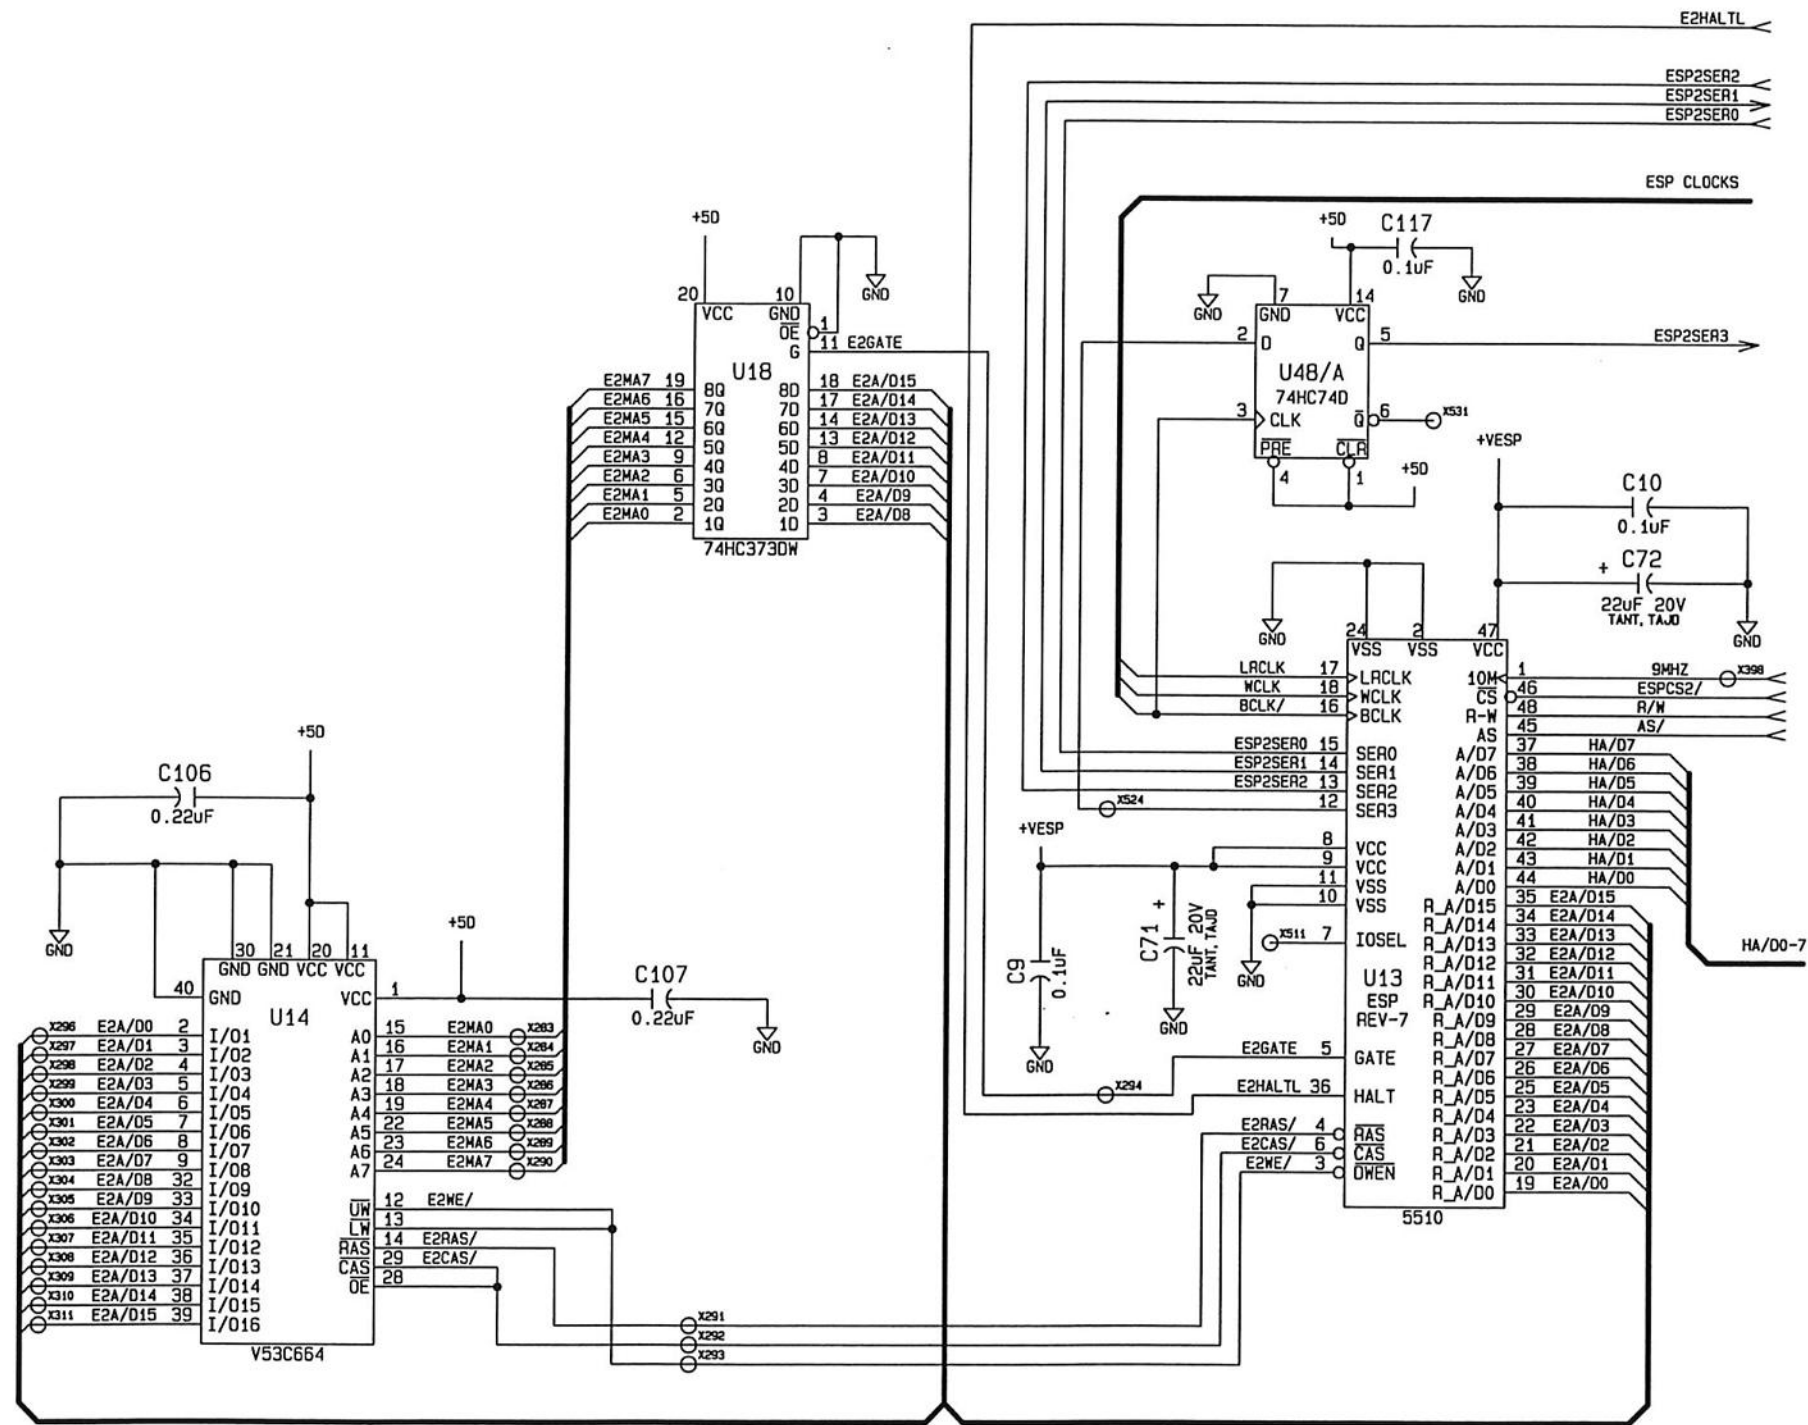 E2HALTL
ESP2SER2
ESP2SER1
ESP2SER0
ESP CLOCKS
+5D
C117
0.1uF
GND
GND
7 14
GND VCC
2 D Q 5 ESP2SER3
U48/A
74HC74D
3 CLK Q 6 X531
PRE CLR
4 1 +5D
+5D
20 10 GND
VCC GND
OE 1
G 11 E2GATE
U18
E2MA7 19 8Q 8D 18 E2A/D15
E2MA6 16 7Q 7D 17 E2A/D14
E2MA5 15 6Q 6D 14 E2A/D13
E2MA4 12 5Q 5D 13 E2A/D12
E2MA3 9 4Q 4D 8 E2A/D11
E2MA2 6 3Q 3D 7 E2A/D10
E2MA1 5 2Q 2D 4 E2A/D9
E2MA0 2 1Q 1D 3 E2A/D8
74HC373DW
+VESP
C10
0.1uF
+ C72
22uF 20V
TANT, TAJD
GND
GND
24 2 47
VSS VSS VCC
LRCLK 17 LRCLK 10M 1 9MHZ X398
WCLK 18 WCLK CS 46 ESPCS2/
BCLK/ 16 BCLK R-W 48 R/W
AS 45 AS/
ESP2SER0 15 SER0 A/D7 37 HA/D7
ESP2SER1 14 SER1 A/D6 38 HA/D6
ESP2SER2 13 SER2 A/D5 39 HA/D5
X524 12 SER3 A/D4 40 HA/D4
A/D3 41 HA/D3
+VESP 8 VCC A/D2 42 HA/D2
9 VCC A/D1 43 HA/D1
11 VSS A/D0 44 HA/D0
10 VSS R_A/D15 35 E2A/D15
R_A/D14 34 E2A/D14
X511 7 IOSEL R_A/D13 33 E2A/D13
R_A/D12 32 E2A/D12
R_A/D11 31 E2A/D11
R_A/D10 30 E2A/D10
R_A/D9 29 E2A/D9
R_A/D8 28 E2A/D8
E2GATE 5 GATE R_A/D7 27 E2A/D7
R_A/D6 26 E2A/D6
E2HALTL 36 HALT R_A/D5 25 E2A/D5
R_A/D4 23 E2A/D4
E2RAS/ 4 RAS R_A/D3 22 E2A/D3
E2CAS/ 6 CAS R_A/D2 21 E2A/D2
E2WE/ 3 OWEN R_A/D1 20 E2A/D1
R_A/D0 19 E2A/D0
U13
ESP
REV-7
5510
HA/D0-7
C9
0.1uF
GND
C71 +
22uF 20V
TANT, TAJD
GND
GND
X294
+5D
C106
0.22uF
GND
30 21 20 11
GND GND VCC VCC
40 GND VCC 1
+5D
C107
0.22uF
GND
U14
X296 E2A/D0 2 I/O1 A0 15 E2MA0 X283
X297 E2A/D1 3 I/O2 A1 16 E2MA1 X284
X298 E2A/D2 4 I/O3 A2 17 E2MA2 X285
X299 E2A/D3 5 I/O4 A3 18 E2MA3 X286
X300 E2A/D4 6 I/O5 A4 19 E2MA4 X287
X301 E2A/D5 7 I/O6 A5 22 E2MA5 X288
X302 E2A/D6 8 I/O7 A6 23 E2MA6 X289
X303 E2A/D7 9 I/O8 A7 24 E2MA7 X290
X304 E2A/D8 32 I/O9
X305 E2A/D9 33 I/O10 UW 12 E2WE/
X306 E2A/D10 34 I/O11 LW 13
X307 E2A/D11 35 I/O12 RAS 14 E2RAS/
X308 E2A/D12 36 I/O13 CAS 29 E2CAS/
X309 E2A/D13 37 I/O14 OE 28
X310 E2A/D14 38 I/O15
X311 E2A/D15 39 I/O16
V53C664
X291
X292
X293